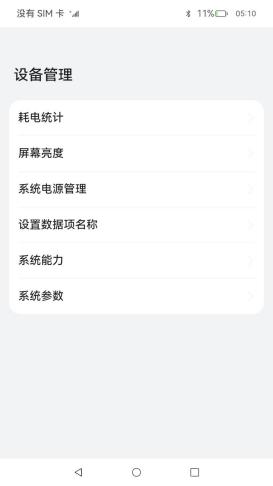 没有 SIM 卡 11% 05:10
设备管理
耗电统计
屏幕亮度
系统电源管理
设置数据项名称
系统能力
系统参数